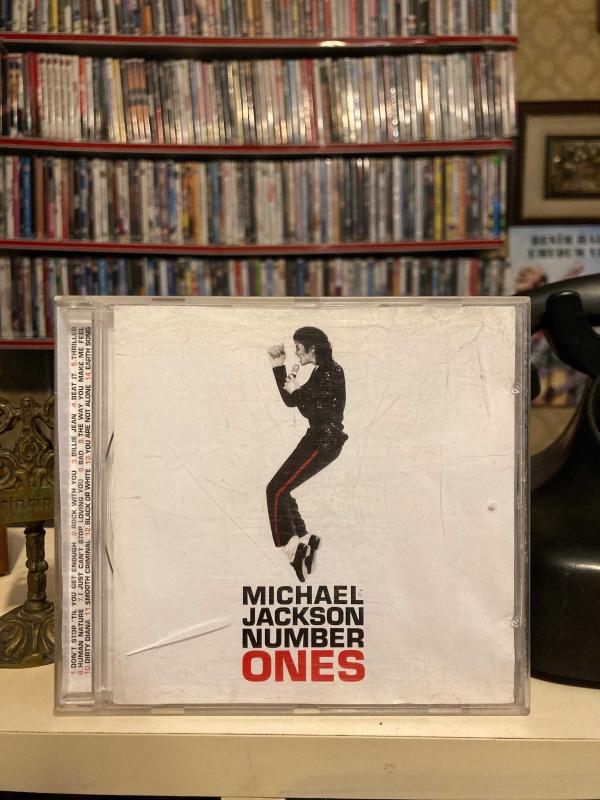 1.DON'T STOP 'TIL YOU GET ENOUGH 2.ROCK WITH YOU 3.BILLIE JEAN 4.BEAT IT 5.THRILLER
6.HUMAN NATURE 7.I JUST CAN'T STOP LOVING YOU 8.BAD 9.THE WAY YOU MAKE ME FEEL
10.DIRTY DIANA 11.SMOOTH CRIMINAL 12.BLACK OR WHITE 13.YOU ARE NOT ALONE 14.EARTH SONG
MICHAEL
JACKSON
NUMBER
ONES